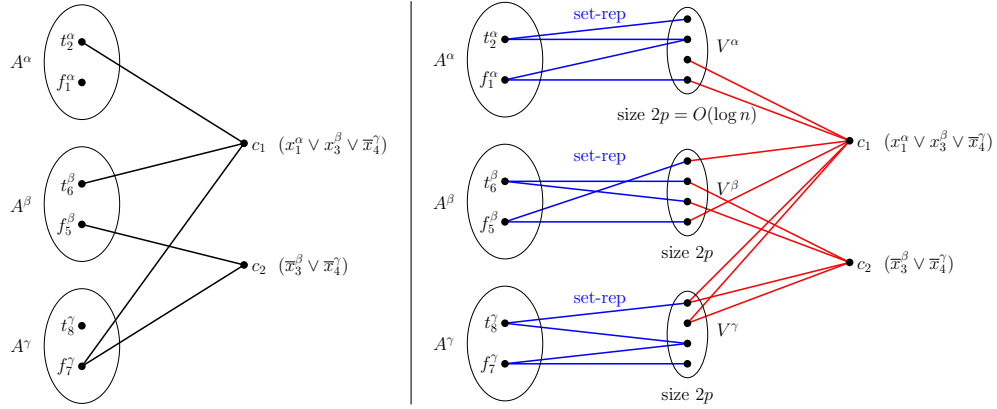 A^α
t_2^α
f_1^α
A^β
t_6^β
f_5^β
A^γ
t_8^γ
f_7^γ
c_1 (x_1^α ∨ x_3^β ∨ x̅_4^γ)
c_2 (x̅_3^β ∨ x̅_4^γ)
set-rep
A^α
t_2^α
f_1^α
V^α
size 2p = O(log n)
set-rep
A^β
t_6^β
f_5^β
V^β
size 2p
set-rep
A^γ
t_8^γ
f_7^γ
V^γ
size 2p
c_1 (x_1^α ∨ x_3^β ∨ x̅_4^γ)
c_2 (x̅_3^β ∨ x̅_4^γ)